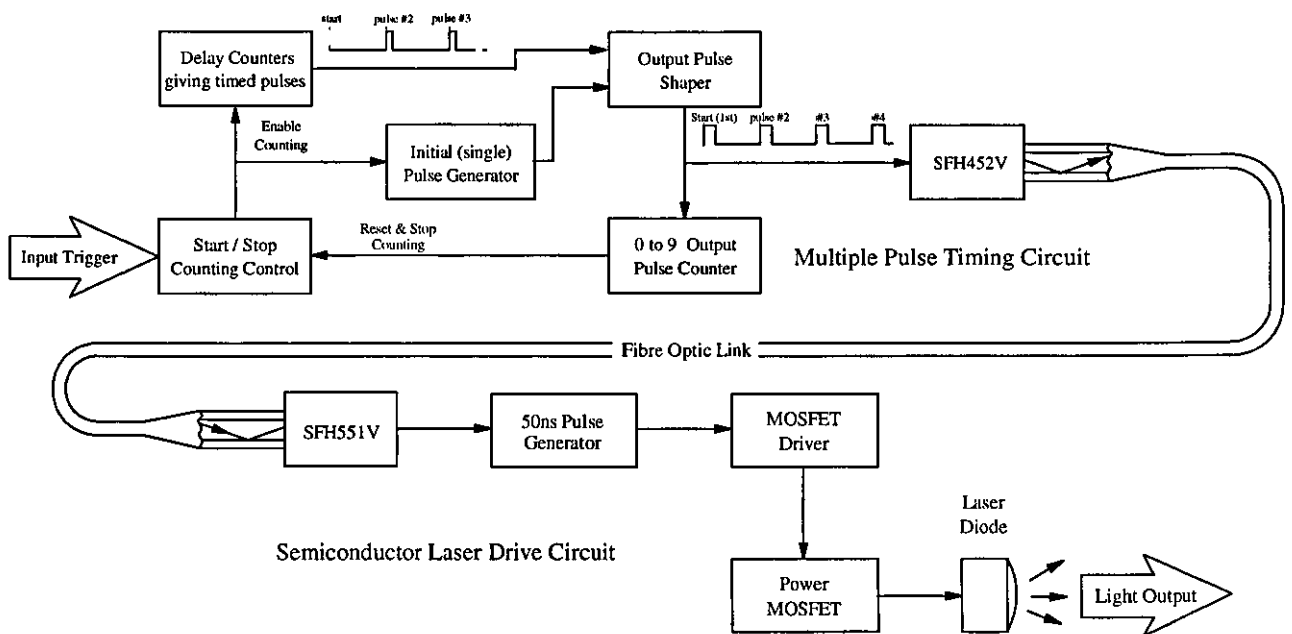 start pulse #2 pulse #3
Delay Counters
giving timed pulses
Output Pulse
Shaper
Start (1st) pulse #2 #3 #4
Enable
Counting
Initial (single)
Pulse Generator
SFH452V
Input Trigger
Start / Stop
Counting Control
Reset & Stop
Counting
0 to 9 Output
Pulse Counter
Multiple Pulse Timing Circuit
Fibre Optic Link
SFH551V
50ns Pulse
Generator
MOSFET
Driver
Laser
Diode
Semiconductor Laser Drive Circuit
Power
MOSFET
Light Output